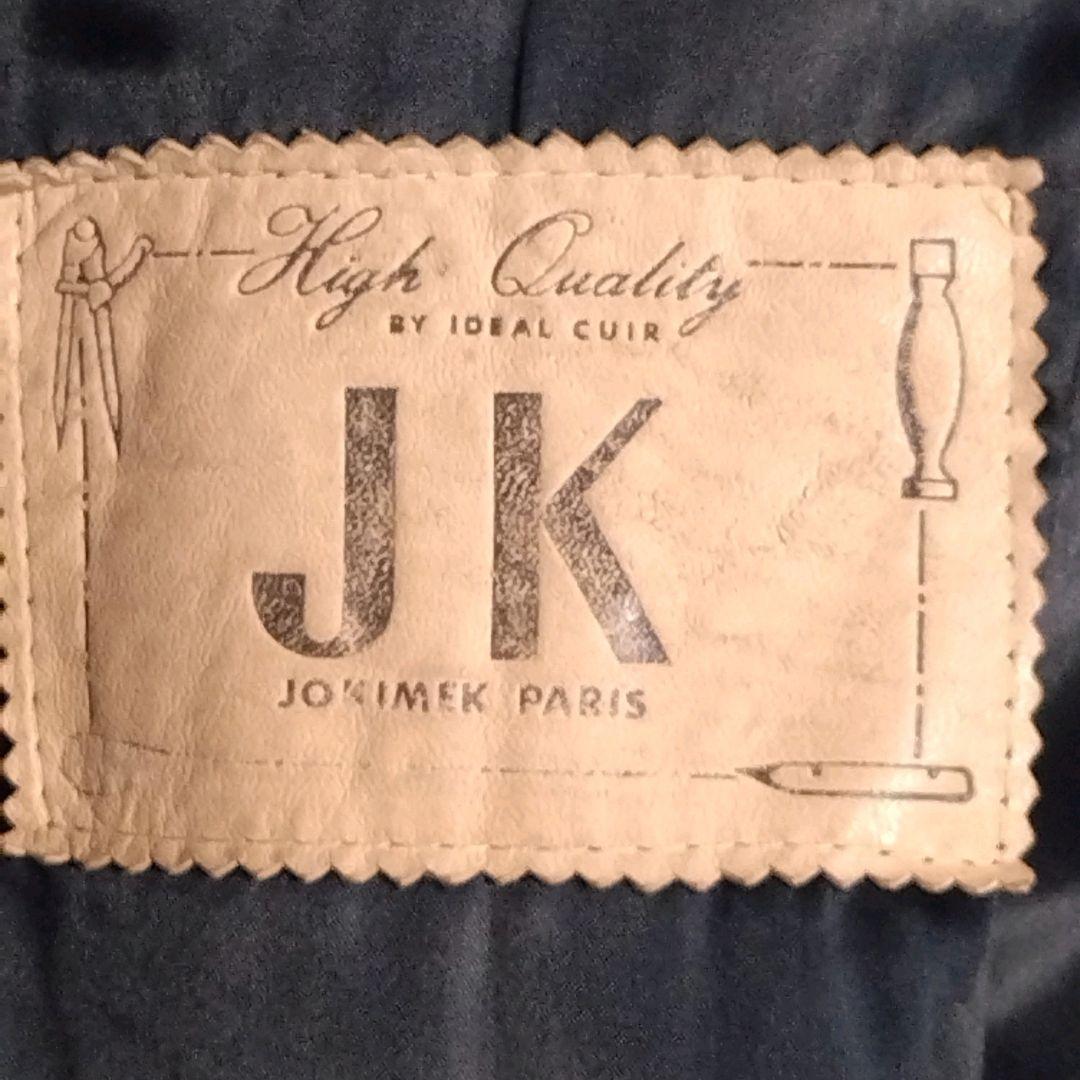 High Quality
BY IDEAL CUIR
JK
JOKIMEK PARIS